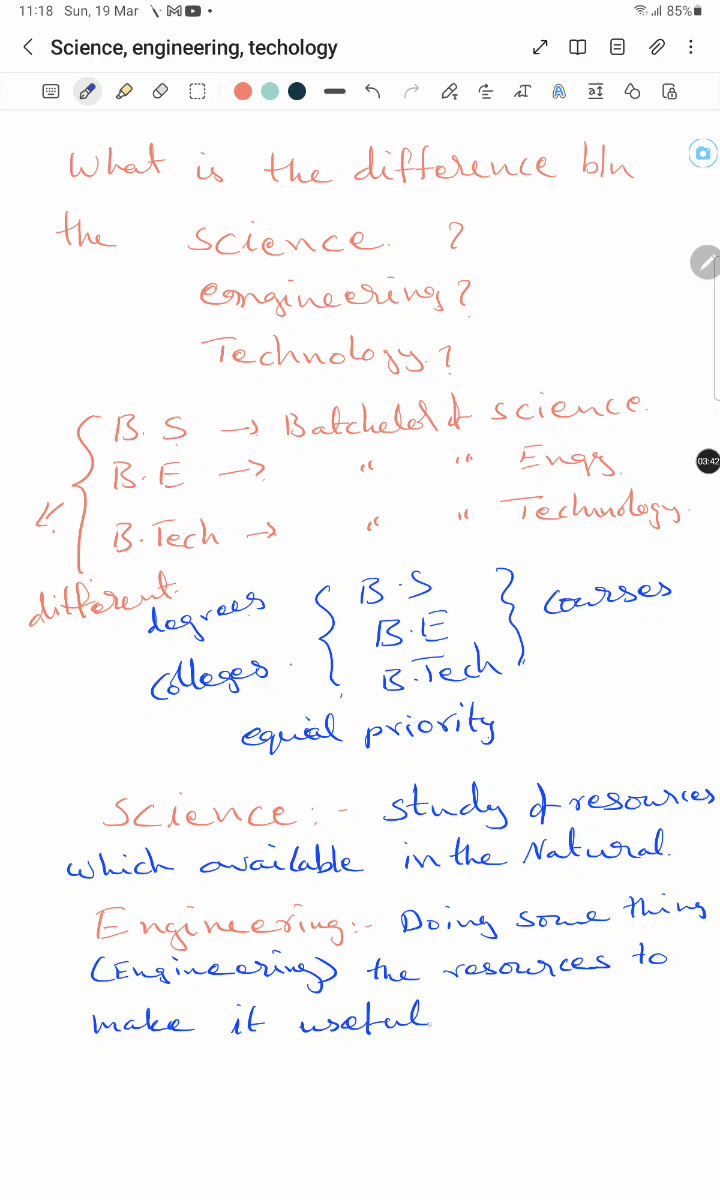 11:18 Sun, 19 Mar 85%
Science, engineering, techology
What is the difference b/n
the science. ?
engineering?
Technology. ?
B. S → Batchelol of science.
B. E → " " Engg.
B. Tech → " " Technology.
different
degrees { B.S } courses
B.E
colleges B.Tech
equal priority
03:42
Science :- study of resources
which available in the Natural.
Engineering:- Doing some thing
(Engineering) the resources to
make it useful